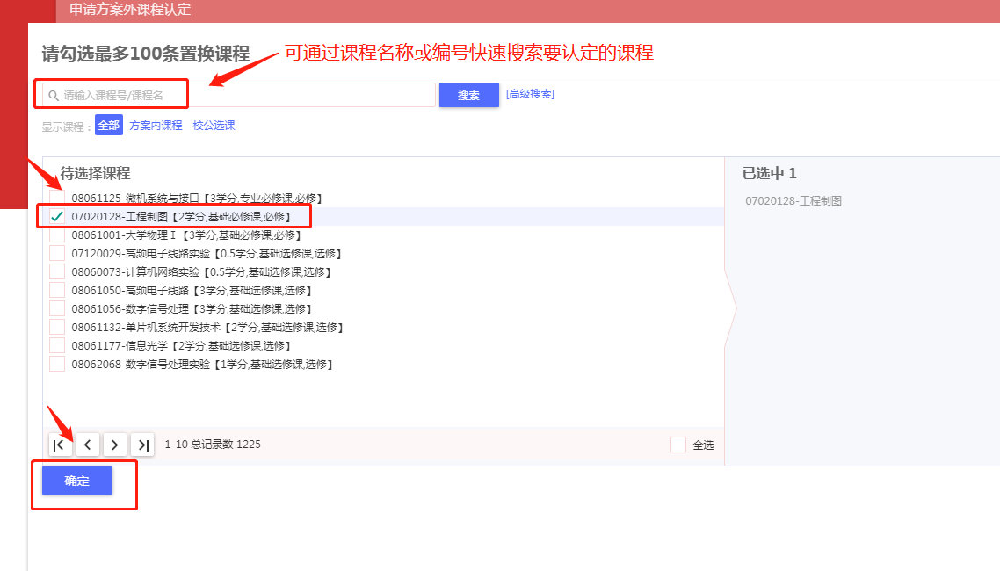 申请方案外课程认定
请勾选最多100条置换课程
可通过课程名称或编号快速搜索要认定的课程
请输入课程号/课程名
搜索
[高级搜索]
显示课程： 全部 方案内课程 校公选课
待选择课程
08061125-微机系统与接口【3学分,专业必修课,必修】
07020128-工程制图【2学分,基础必修课,必修】
08061001-大学物理Ⅰ【3学分,基础必修课,必修】
07120029-高频电子线路实验【0.5学分,基础选修课,选修】
08060073-计算机网络实验【0.5学分,基础选修课,选修】
08061050-高频电子线路【3学分,基础选修课,选修】
08061056-数字信号处理【3学分,基础选修课,选修】
08061132-单片机系统开发技术【2学分,基础选修课,选修】
08061177-信息光学【2学分,基础选修课,选修】
08062068-数字信号处理实验【1学分,基础选修课,选修】
1-10 总记录数 1225
全选
已选中 1
07020128-工程制图
确定